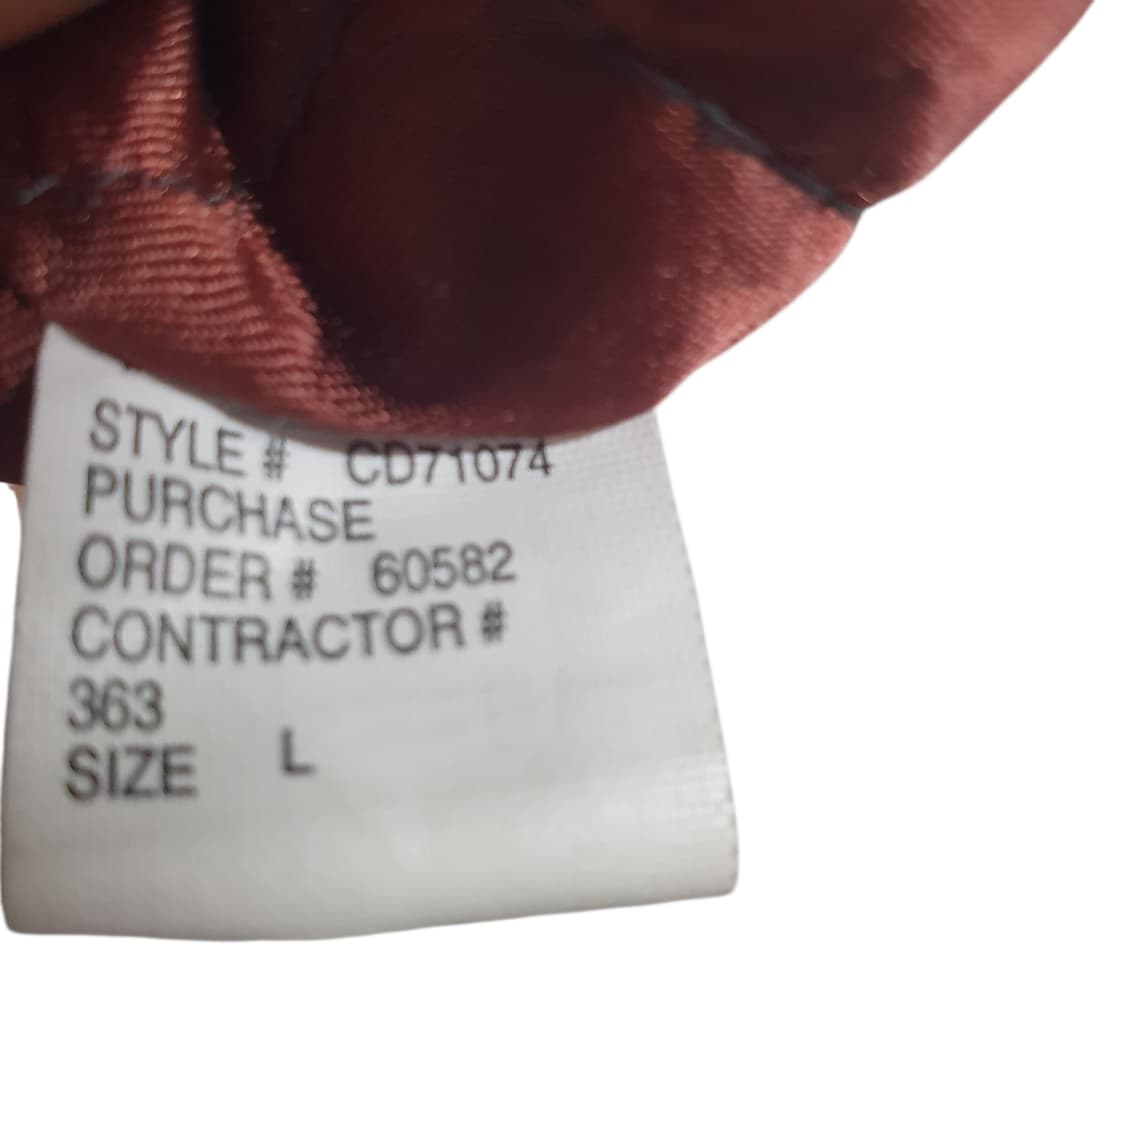 STYLE # CD71074
PURCHASE
ORDER # 60582
CONTRACTOR #
363
SIZE L